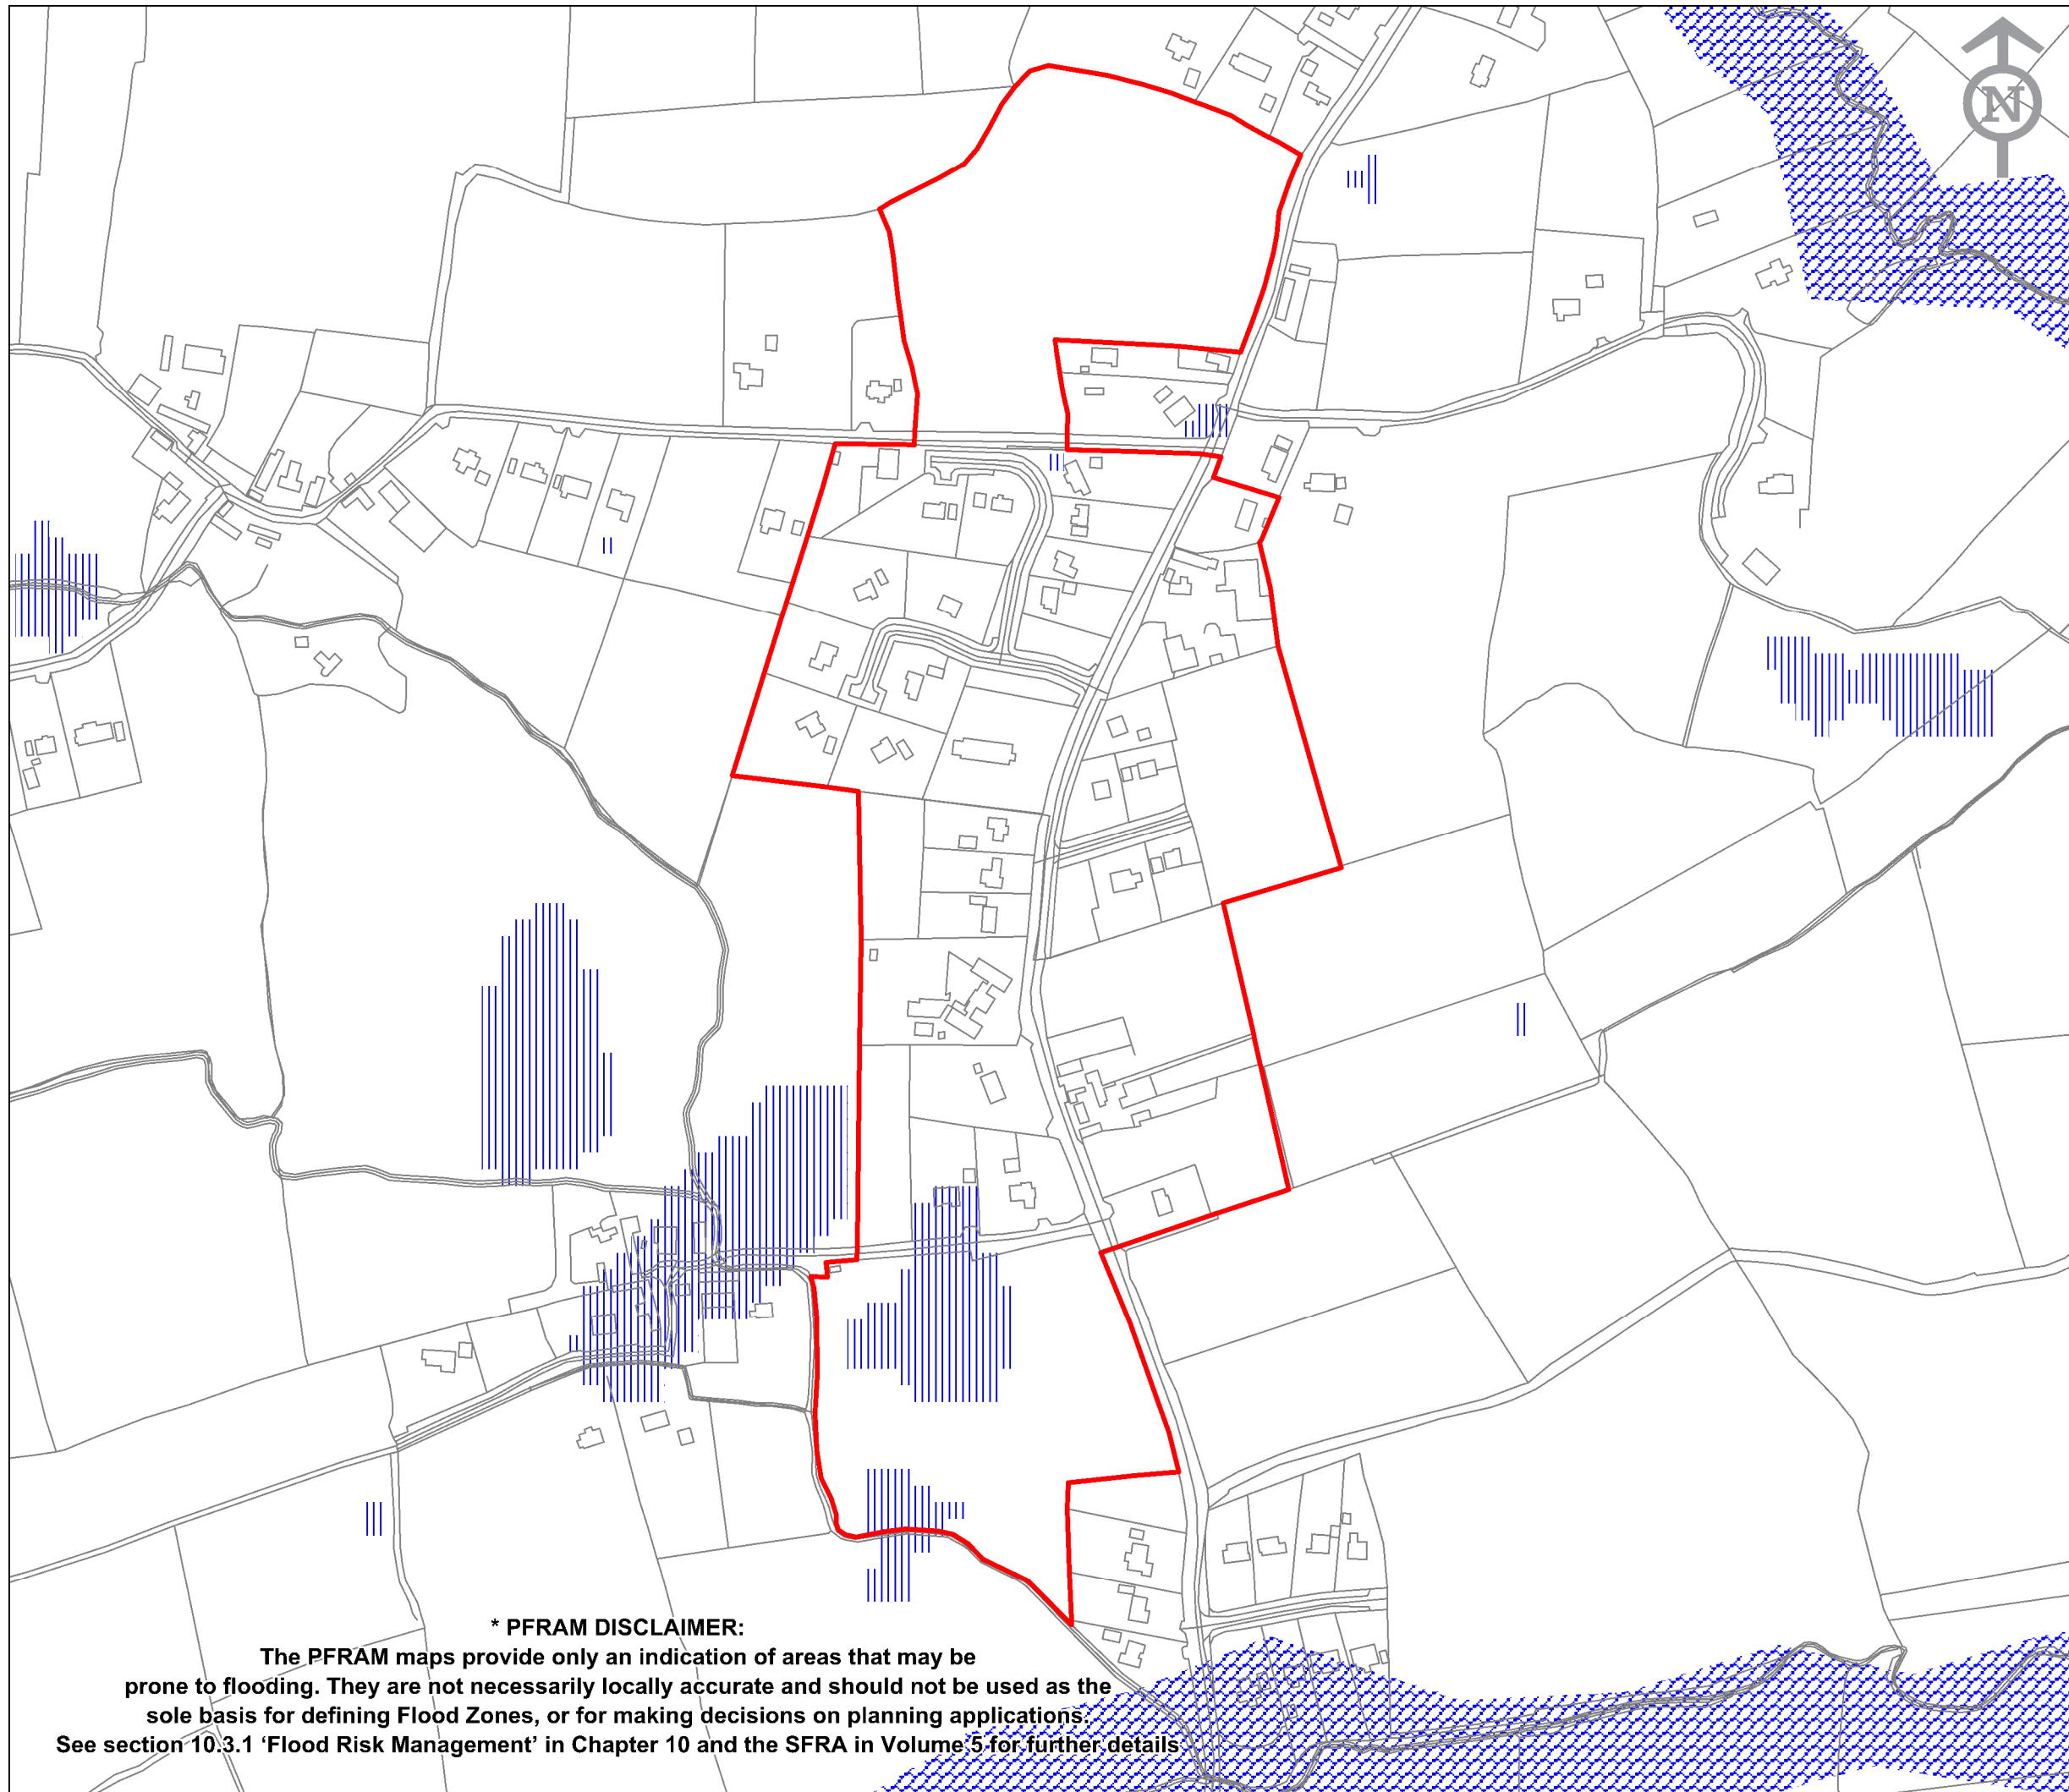 N
* PFRAM DISCLAIMER:
The PFRAM maps provide only an indication of areas that may be
prone to flooding. They are not necessarily locally accurate and should not be used as the
sole basis for defining Flood Zones, or for making decisions on planning applications.
See section 10.3.1 ‘Flood Risk Management’ in Chapter 10 and the SFRA in Volume 5 for further details